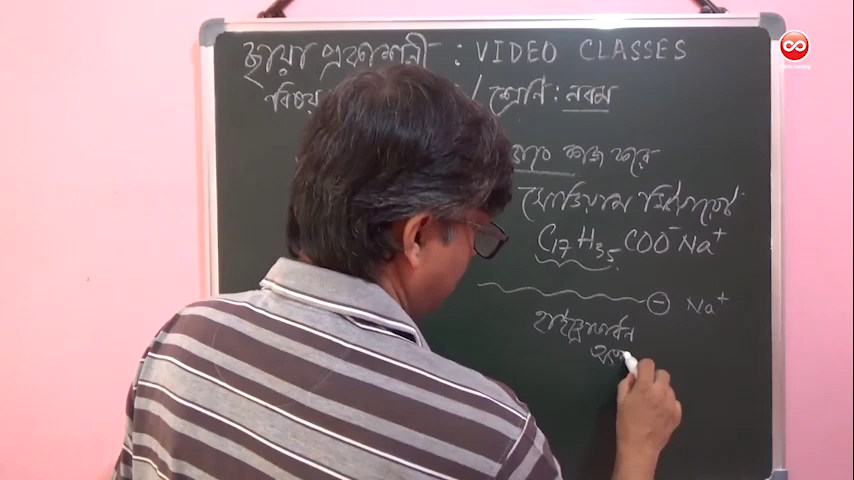 ছায়া প্রকাশনী : VIDEO CLASSES
বিষয় / শ্রেণি : নবম
ভাবে কাজ করে
সোডিয়াম স্টিয়ারেট
C17H35COO⁻Na⁺
⊖ Na⁺
হাইড্রোকার্বন